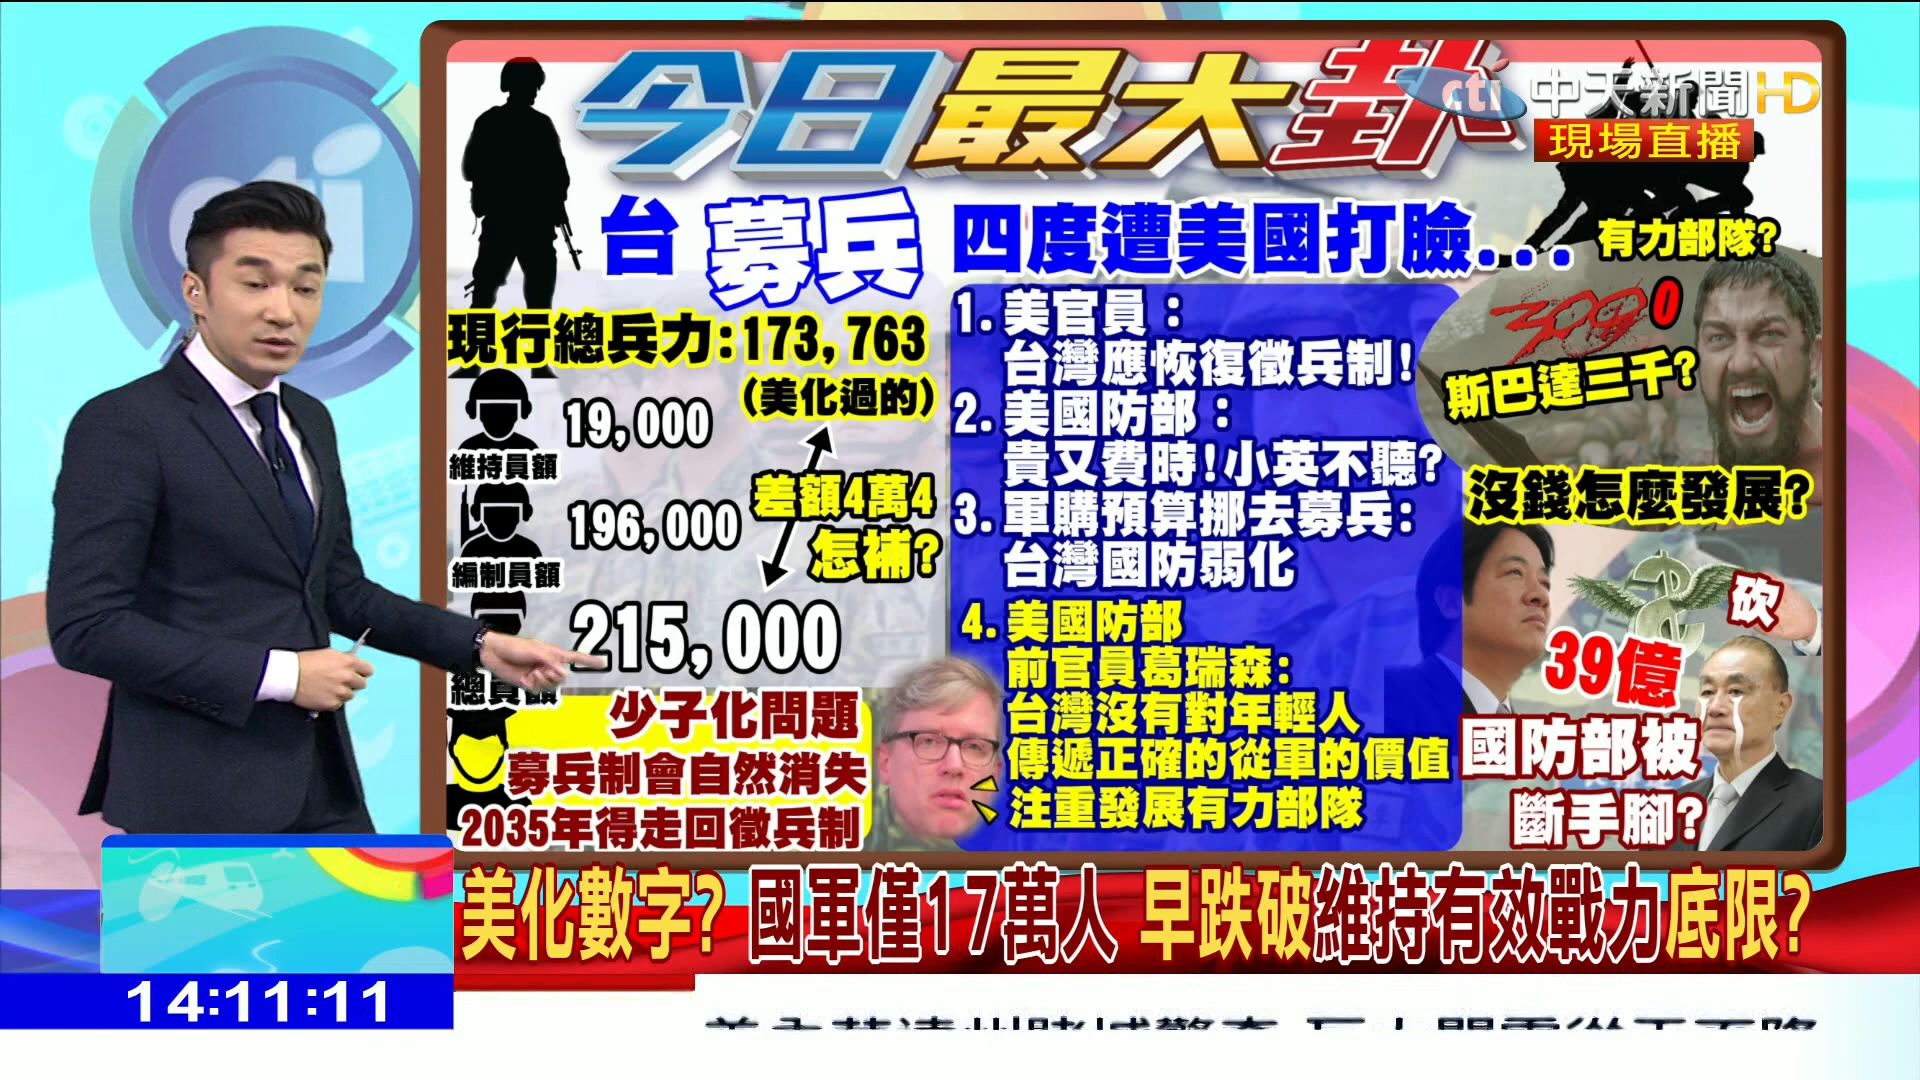 今日最大卦
cti 中天新聞HD
現場直播
台募兵 四度遭美國打臉...
有力部隊?
現行總兵力:173,763
(美化過的)
19,000
維持員額
196,000
編制員額
差額4萬4
怎補?
215,000
總員額
少子化問題
募兵制會自然消失
2035年得走回徵兵制
1.美官員：
台灣應恢復徵兵制!
2.美國防部：
貴又費時!小英不聽?
3.軍購預算挪去募兵:
台灣國防弱化
4.美國防部
前官員葛瑞森:
台灣沒有對年輕人
傳遞正確的從軍的價值
注重發展有力部隊
3000
斯巴達三千?
沒錢怎麼發展?
砍
39億
國防部被
斷手腳?
美化數字? 國軍僅17萬人 早跌破維持有效戰力底限?
14:11:11